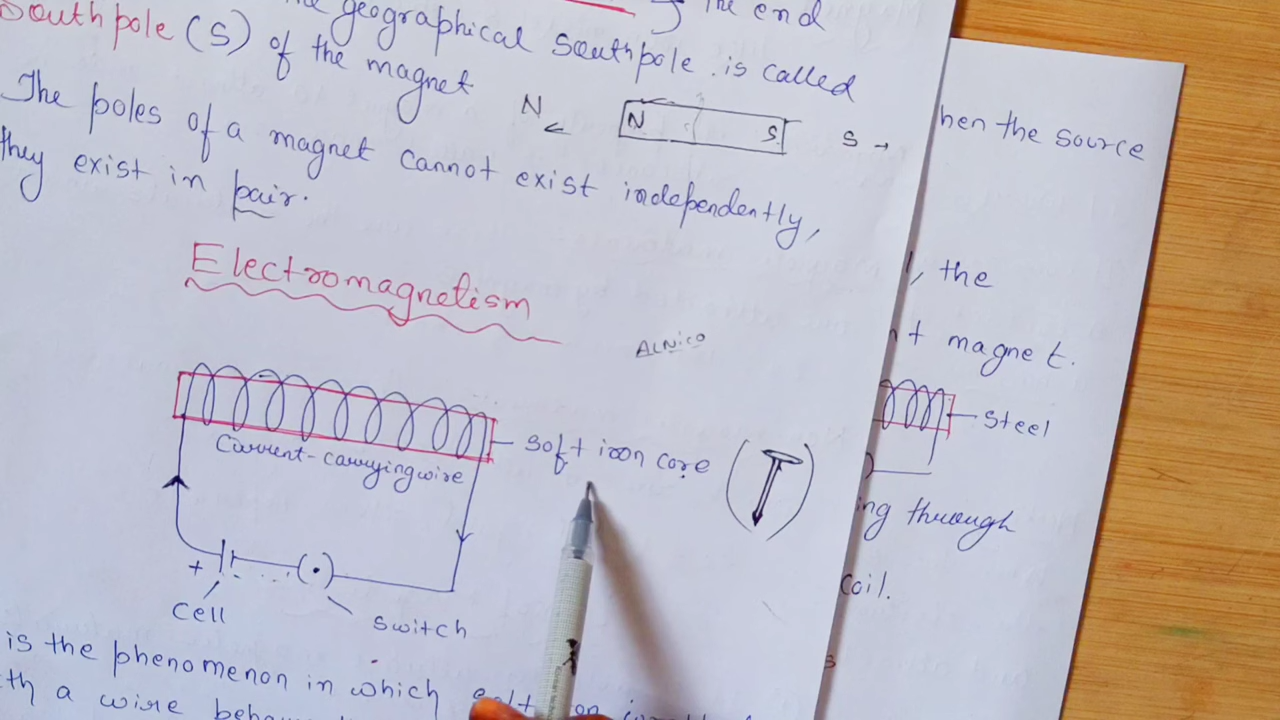 geographical southpole is called
the end
southpole (S) of the magnet
N N S S
The poles of a magnet cannot exist independently,
they exist in pair.
Electromagnetism
ALNiCo
soft iron core
Current-carrying wire
+
Cell
Switch
is the phenomenon in which
a wire
hen the source
, the
magnet.
Steel
ing through
coil.